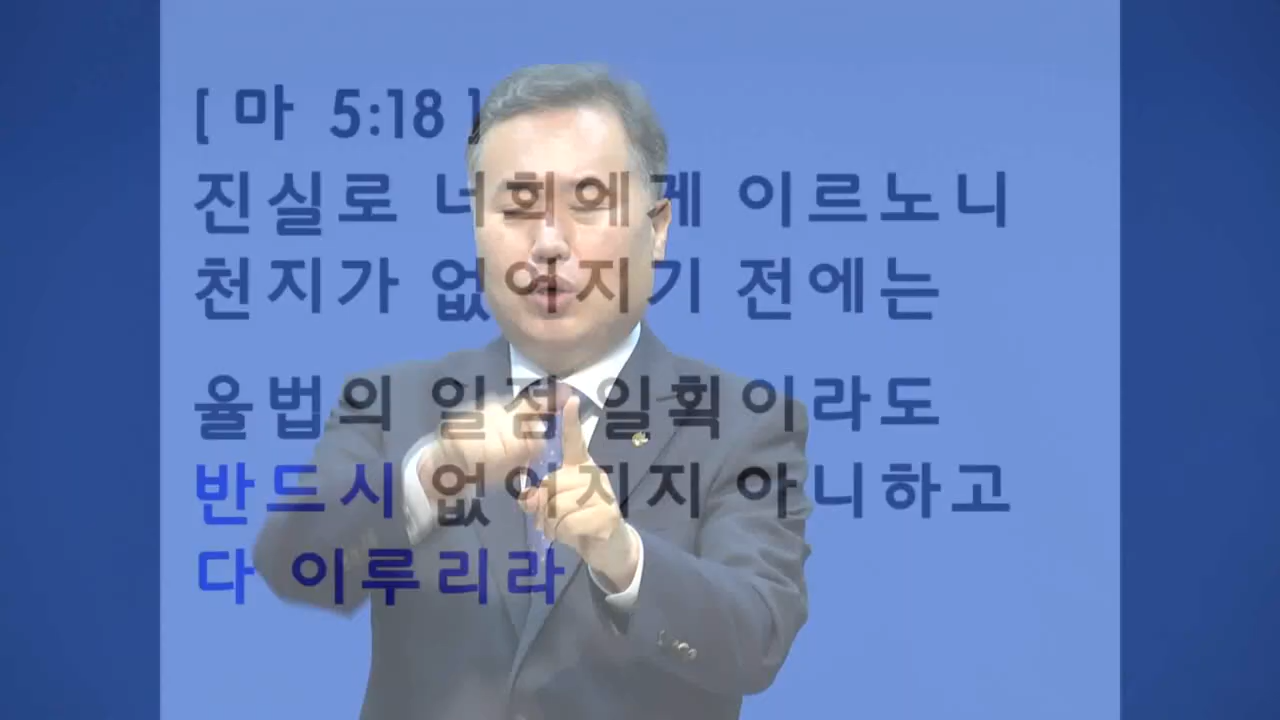 [ 마 5:18 ]
진실로 너희에게 이르노니
천지가 없어지기 전에는
율법의 일점 일획이라도
반드시 없어지지 아니하고
다 이루리라